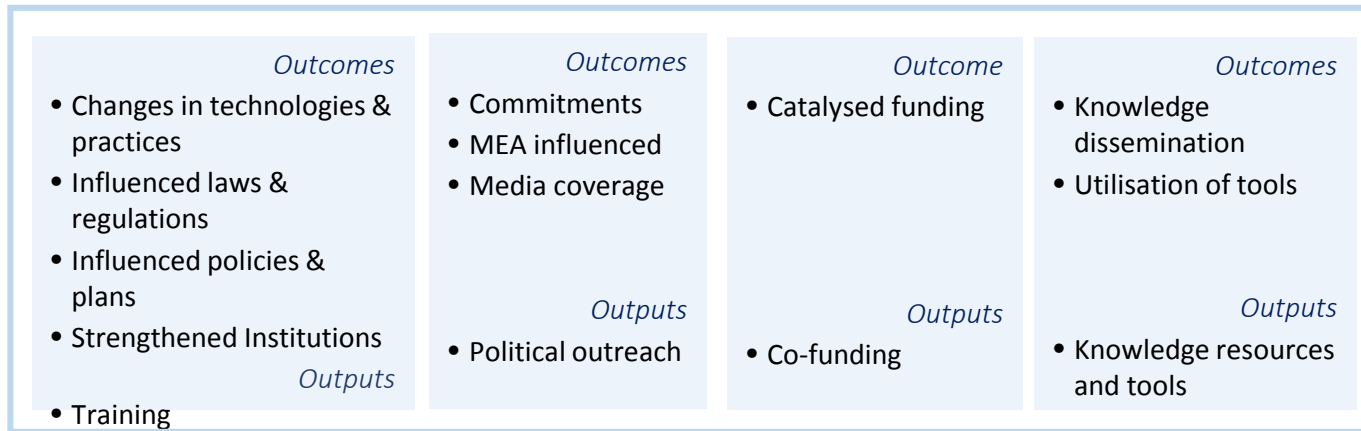 Outcomes
• Changes in technologies &
practices
• Influenced laws &
regulations
• Influenced policies &
plans
• Strengthened Institutions
Outputs
• Training
Outcomes
• Commitments
• MEA influenced
• Media coverage
Outputs
• Political outreach
Outcome
• Catalysed funding
Outputs
• Co-funding
Outcomes
• Knowledge
dissemination
• Utilisation of tools
Outputs
• Knowledge resources
and tools